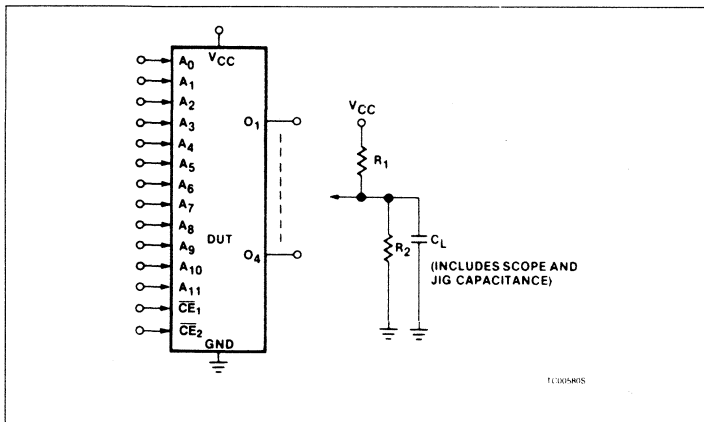 VCC
A0
A1
A2
A3
A4
A5
A6
A7
A8
A9
A10
A11
CE1
CE2
DUT
GND
O1
O4
VCC
R1
R2
CL
(INCLUDES SCOPE AND
JIG CAPACITANCE)
TC00580S